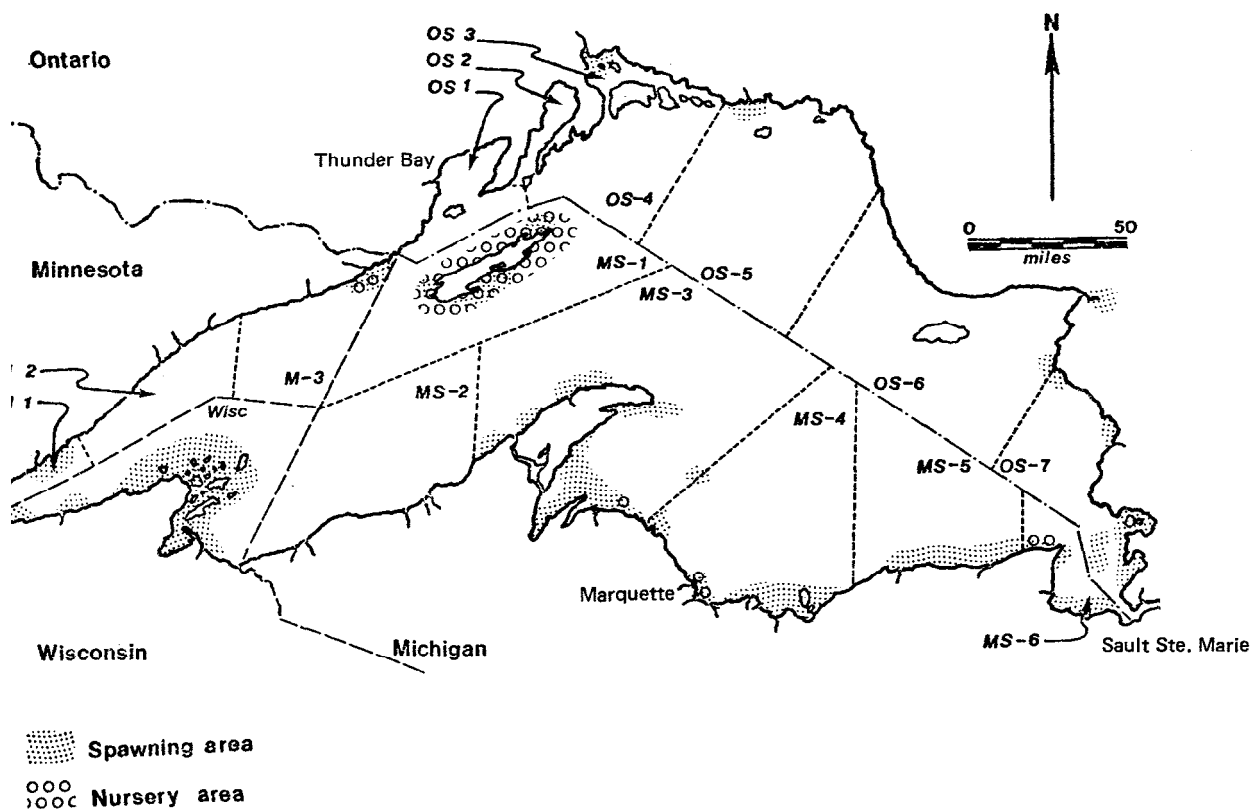 N
OS 3
OS 2
OS 1
Ontario
0 50
miles
Thunder Bay
OS-4
Minnesota
MS-1
OS-5
MS-3
2
M-3
MS-2
OS-6
1
Wisc
MS-4
MS-5
OS-7
Marquette
Wisconsin
Michigan
MS-6
Sault Ste. Marie
Spawning area
Nursery area